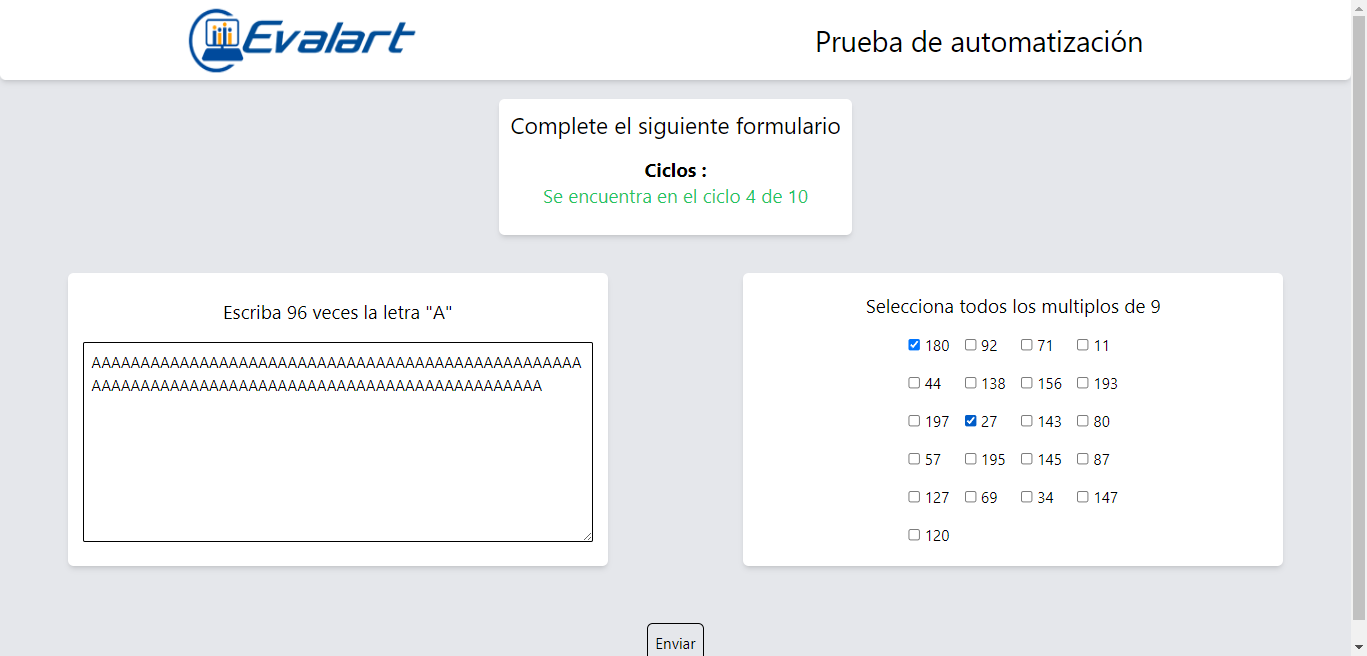 Evalart
Prueba de automatización
Complete el siguiente formulario
Ciclos :
Se encuentra en el ciclo 4 de 10
Escriba 96 veces la letra "A"
AAAAAAAAAAAAAAAAAAAAAAAAAAAAAAAAAAAAAAAAAAAAAAAAAA
AAAAAAAAAAAAAAAAAAAAAAAAAAAAAAAAAAAAAAAAAAAAAA
Selecciona todos los multiplos de 9
180 92 71 11
44 138 156 193
197 27 143 80
57 195 145 87
127 69 34 147
120
Enviar